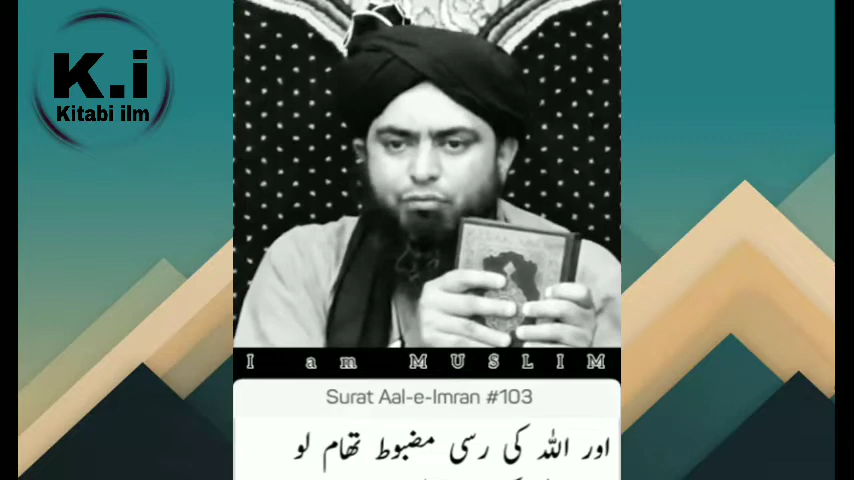 K.i
Kitabi ilm
I am MUSLIM
Surat Aal-e-Imran #103
اور اللہ کی رسی مضبوط تھام لو